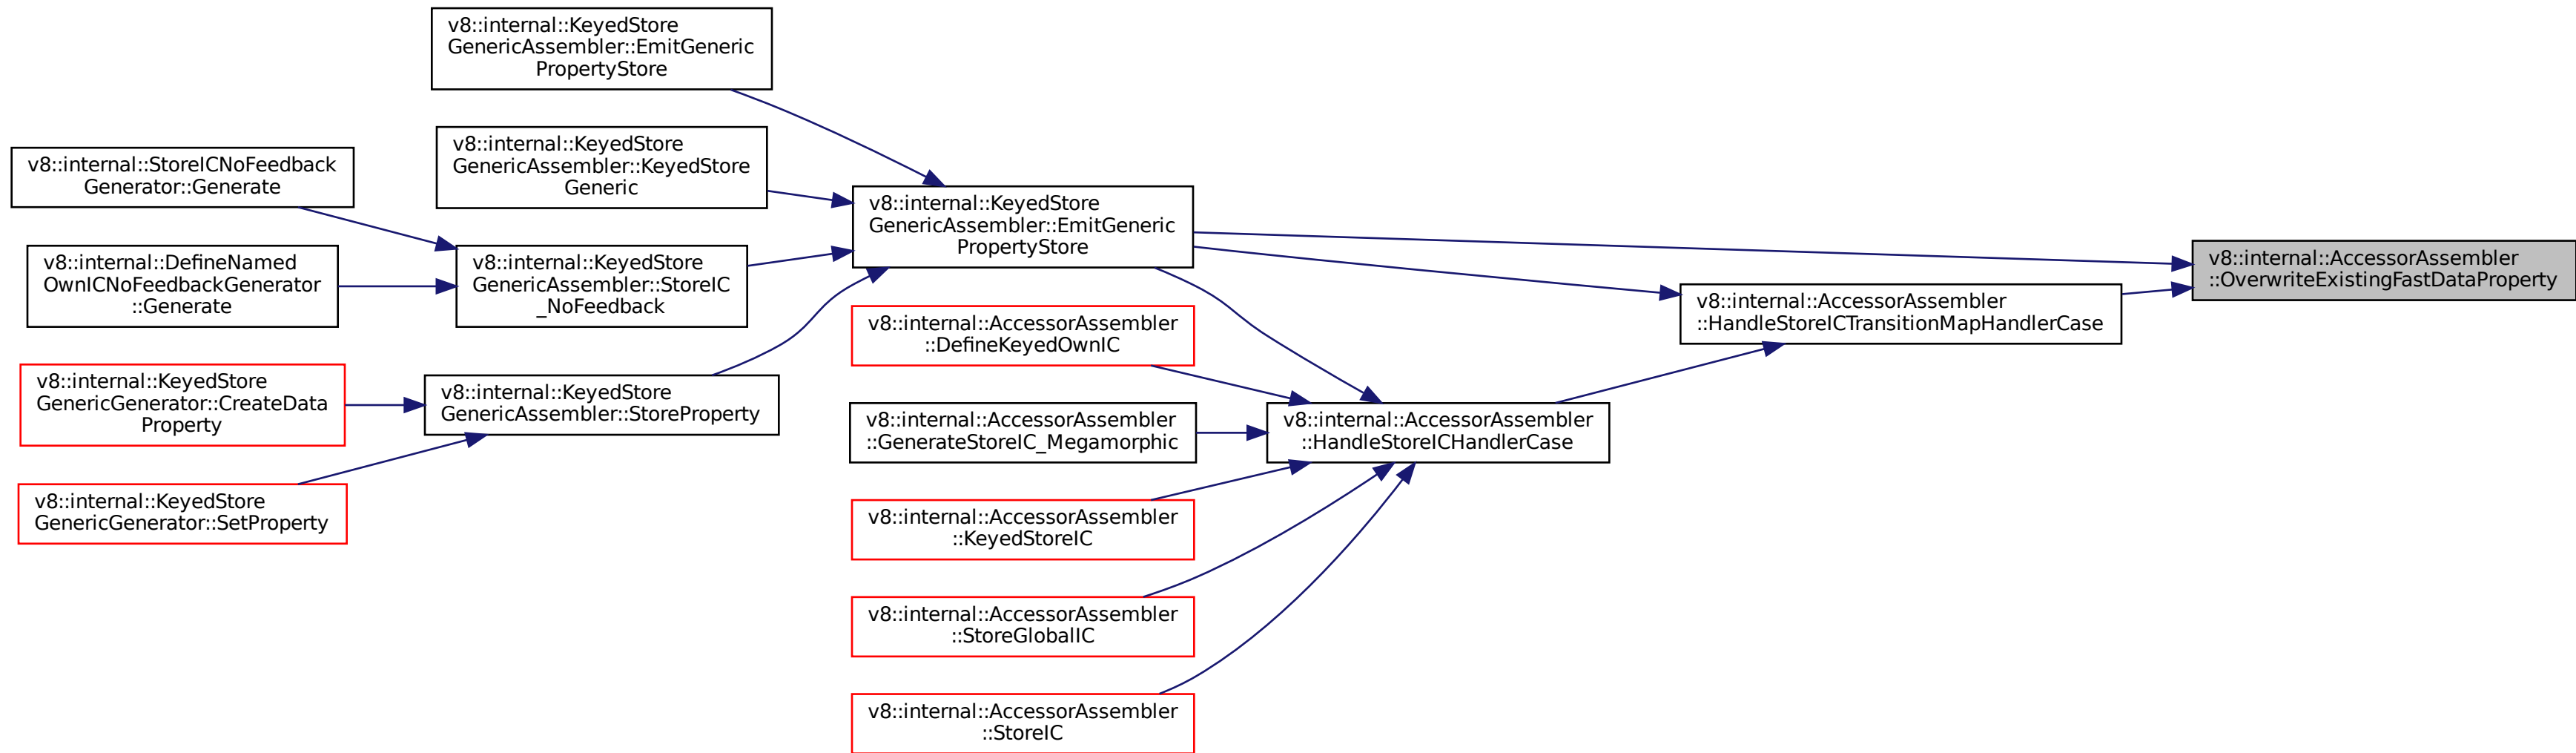 v8::internal::KeyedStore
GenericAssembler::EmitGeneric
PropertyStore
v8::internal::KeyedStore
GenericAssembler::KeyedStore
Generic
v8::internal::StoreICNoFeedback
Generator::Generate
v8::internal::DefineNamed
OwnICNoFeedbackGenerator
::Generate
v8::internal::KeyedStore
GenericAssembler::StoreIC
_NoFeedback
v8::internal::KeyedStore
GenericGenerator::CreateData
Property
v8::internal::KeyedStore
GenericGenerator::SetProperty
v8::internal::KeyedStore
GenericAssembler::StoreProperty
v8::internal::KeyedStore
GenericAssembler::EmitGeneric
PropertyStore
v8::internal::AccessorAssembler
::DefineKeyedOwnIC
v8::internal::AccessorAssembler
::GenerateStoreIC_Megamorphic
v8::internal::AccessorAssembler
::KeyedStoreIC
v8::internal::AccessorAssembler
::StoreGlobalIC
v8::internal::AccessorAssembler
::StoreIC
v8::internal::AccessorAssembler
::HandleStoreICHandlerCase
v8::internal::AccessorAssembler
::HandleStoreICTransitionMapHandlerCase
v8::internal::AccessorAssembler
::OverwriteExistingFastDataProperty